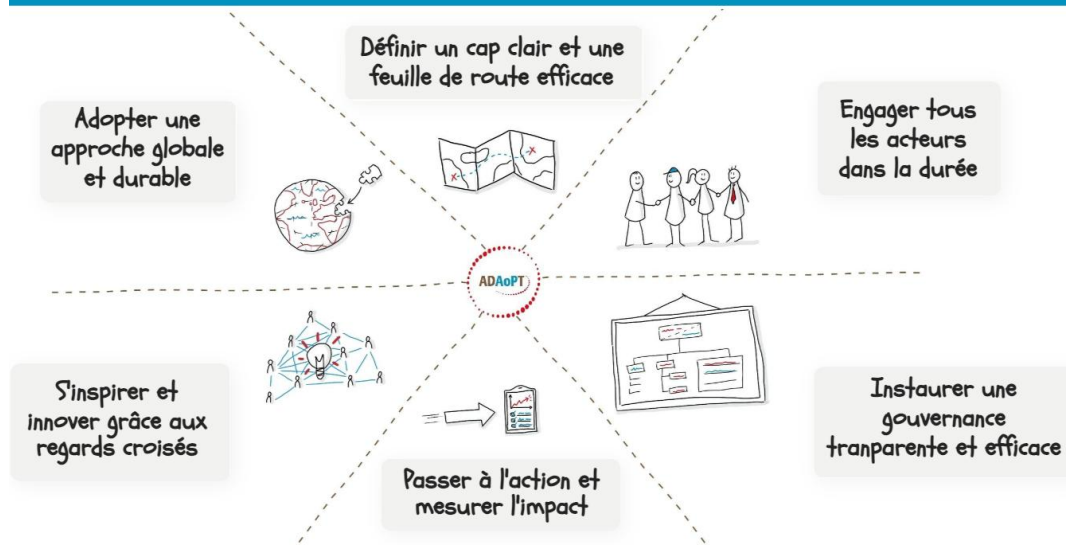 Définir un cap clair et une
feuille de route efficace
Adopter une
approche globale
et durable
Engager tous
les acteurs
dans la durée
ADAoPT
S'inspirer et
innover grâce aux
regards croisés
Instaurer une
gouvernance
tranparente et efficace
Passer à l'action et
mesurer l'impact